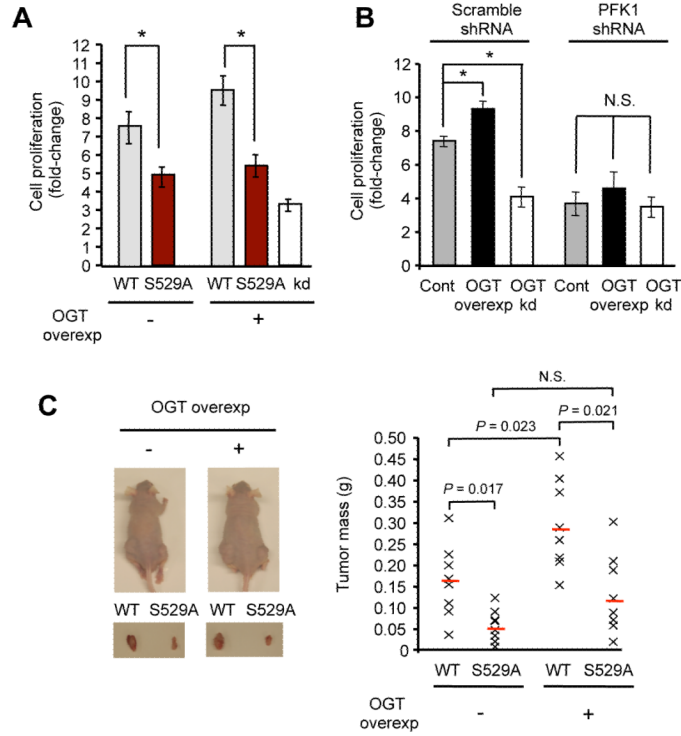 A
Cell proliferation
(fold-change)
12
11
10
9
8
7
6
5
4
3
2
1
0
*
*
WT S529A
WT S529A kd
OGT
overexp
-
+
B
Scramble
shRNA
PFK1
shRNA
Cell proliferation
(fold-change)
12
10
8
6
4
2
0
*
*
N.S.
Cont OGT OGT
overexp kd
Cont OGT OGT
overexp kd
C
OGT overexp
- +
WT S529A WT S529A
N.S.
P = 0.023
P = 0.021
P = 0.017
Tumor mass (g)
0.50
0.45
0.40
0.35
0.30
0.25
0.20
0.15
0.10
0.05
0
WT S529A WT S529A
OGT
overexp
-
+